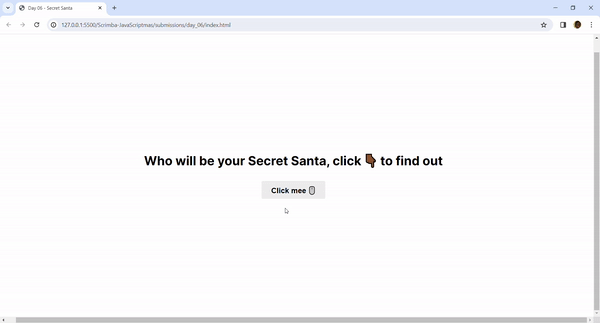 Day 06 - Secret Santa
127.0.0.1:5500/Scrimba-JavaScriptmas/submissions/day_06/index.html
Who will be your Secret Santa, click 👇🏾 to find out
Click mee 🖱️